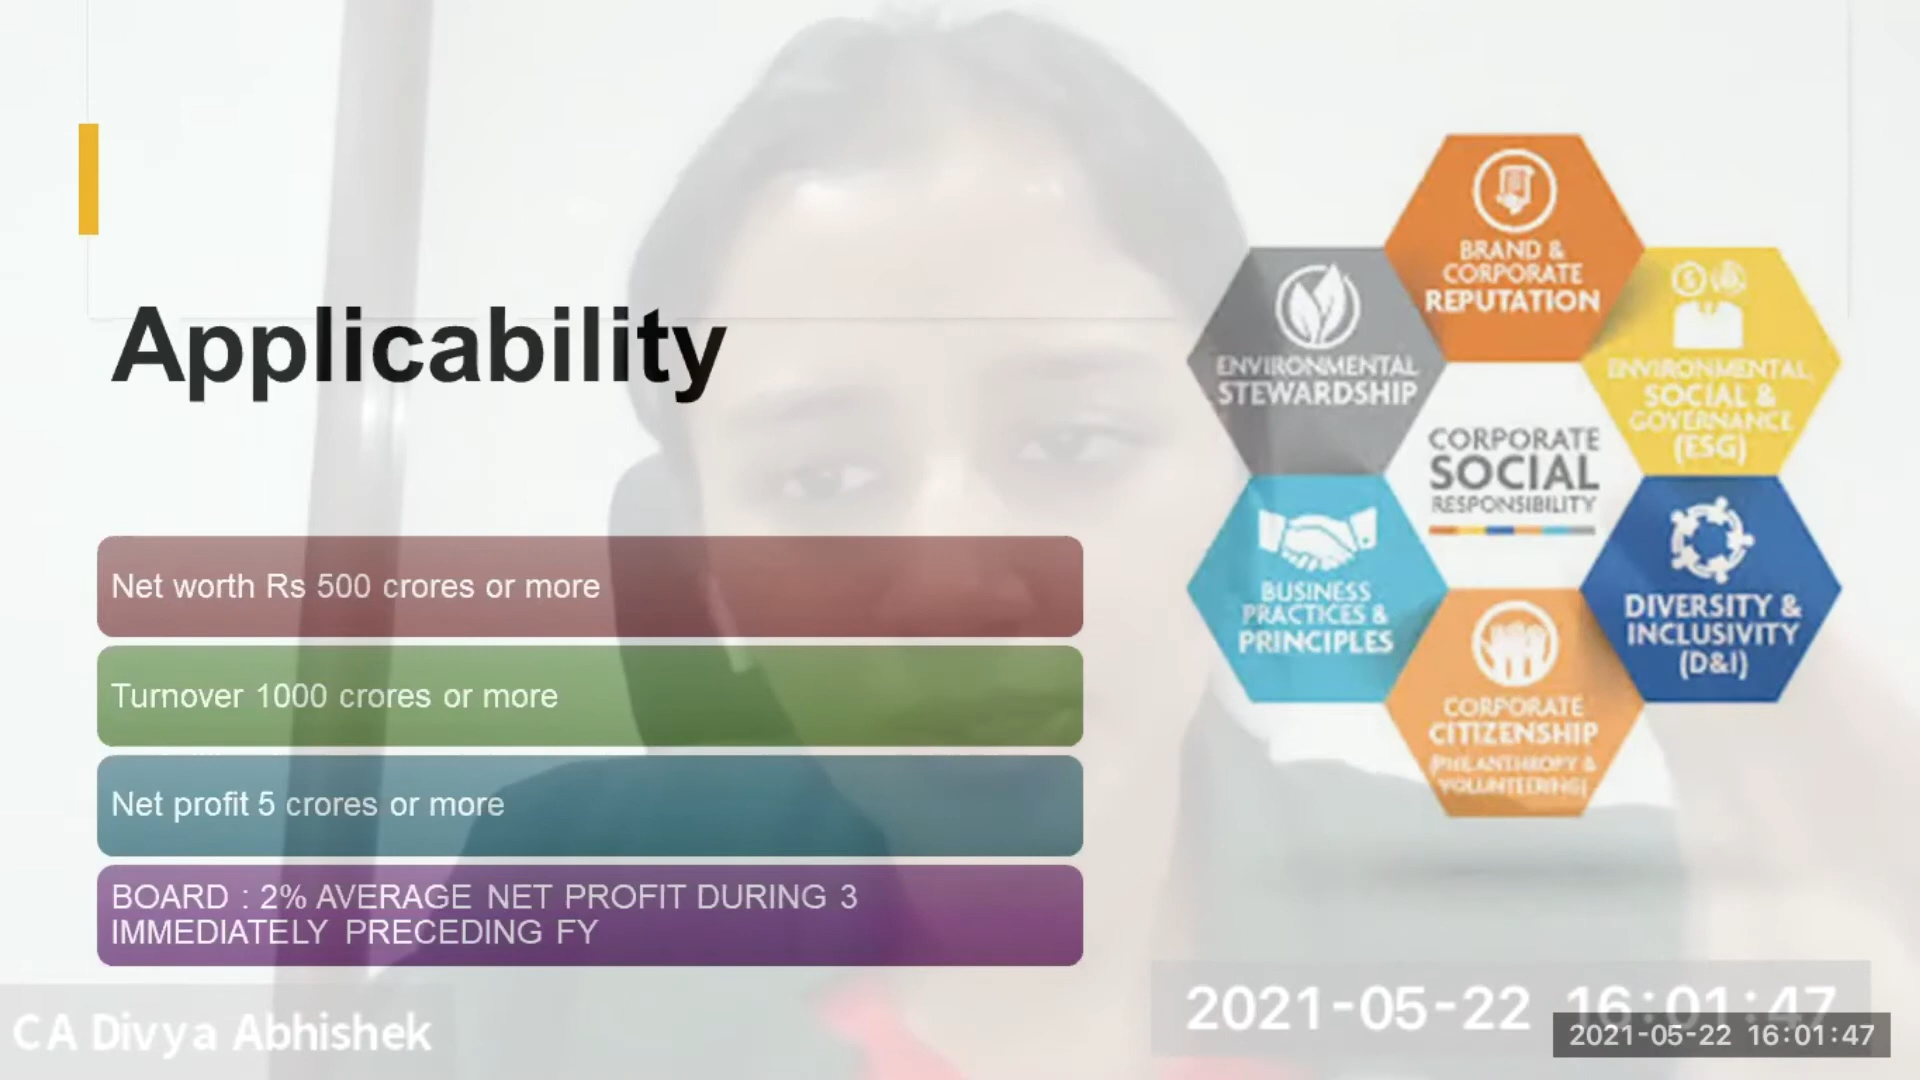 Applicability
Net worth Rs 500 crores or more
Turnover 1000 crores or more
Net profit 5 crores or more
BOARD : 2% AVERAGE NET PROFIT DURING 3
IMMEDIATELY PRECEDING FY
BRAND &
CORPORATE
REPUTATION
ENVIRONMENTAL
STEWARDSHIP
ENVIRONMENTAL,
SOCIAL &
GOVERNANCE
(ESG)
CORPORATE
SOCIAL
RESPONSIBILITY
BUSINESS
PRACTICES &
PRINCIPLES
DIVERSITY &
INCLUSIVITY
(D&I)
CORPORATE
CITIZENSHIP
(PHILANTHROPY &
VOLUNTEERING)
CA Divya Abhishek
2021-05-22 16:01:47
2021-05-22 16:01:47